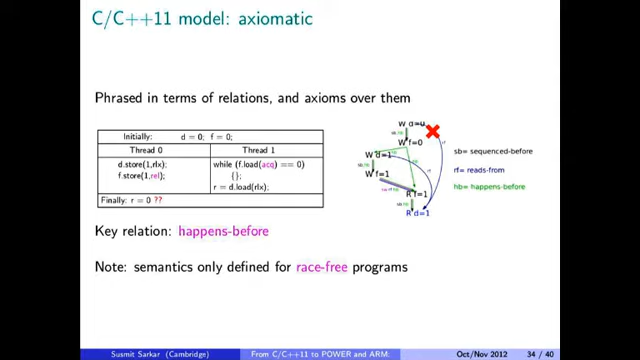 C/C++11 model: axiomatic
Phrased in terms of relations, and axioms over them
Initially: d = 0; f = 0;
Thread 0 Thread 1
d.store(1,rlx); while (f.load(acq) == 0)
f.store(1,rel); {};
r = d.load(rlx);
Finally: r = 0 ??
W d=0
W f=0
W d=1
W f=1
R f=1
R d=1
sb= sequenced-before
rf= reads-from
hb= happens-before
Key relation: happens-before
Note: semantics only defined for race-free programs
Susmit Sarkar (Cambridge) From C/C++11 to POWER and ARM: Oct/Nov 2012 34 / 40